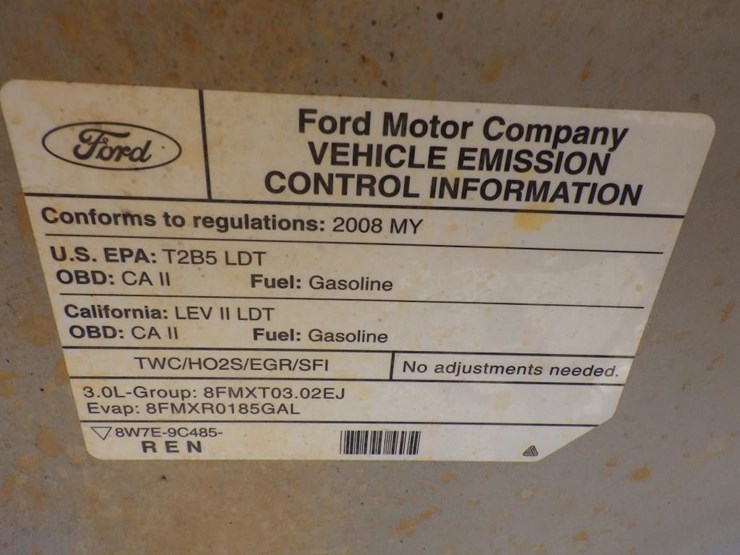 Ford
Ford Motor Company
VEHICLE EMISSION
CONTROL INFORMATION
Conforms to regulations: 2008 MY
U.S. EPA: T2B5 LDT
OBD: CA II Fuel: Gasoline
California: LEV II LDT
OBD: CA II Fuel: Gasoline
TWC/HO2S/EGR/SFI No adjustments needed.
3.0L-Group: 8FMXT03.02EJ
Evap: 8FMXR0185GAL
8W7E-9C485-
REN